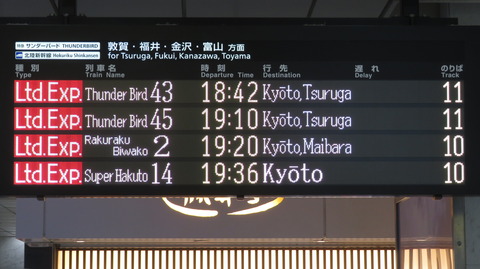 特急 サンダーバード THUNDERBIRD
北陸新幹線 Hokuriku Shinkansen
敦賀・福井・金沢・富山 方面
for Tsuruga, Fukui, Kanazawa, Toyama
種別 列車名 時刻 行先 遅れ のりば
Type Train Name Departure Time Destination Delay Track
Ltd.Exp. Thunder Bird 43 18:42 Kyōto,Tsuruga 11
Ltd.Exp. Thunder Bird 45 19:10 Kyōto,Tsuruga 11
Ltd.Exp. Rakuraku Biwako 2 19:20 Kyōto,Maibara 10
Ltd.Exp. Super Hakuto 14 19:36 Kyōto 10